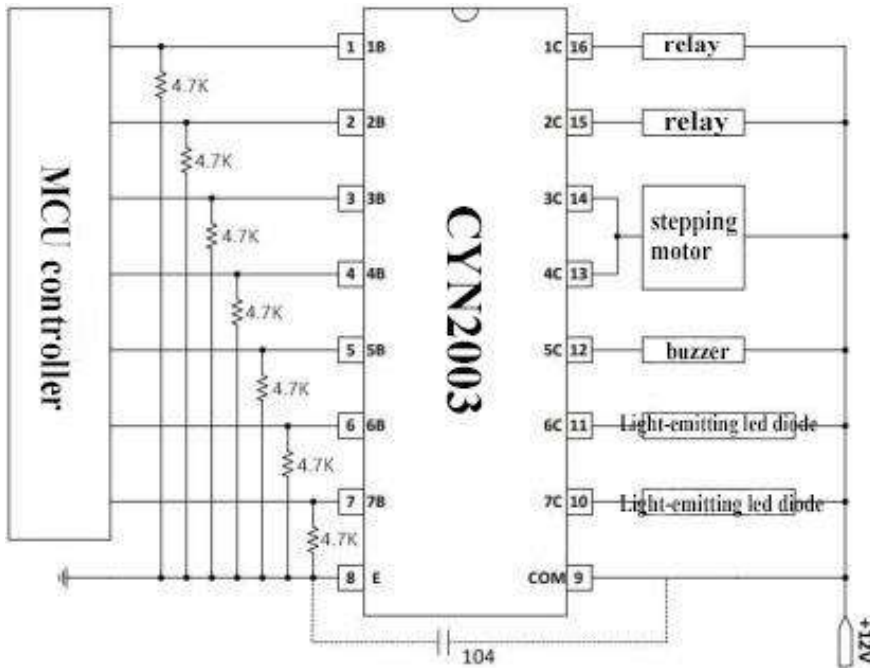 1 1B
1C 16
relay
4.7K
2 2B
2C 15
relay
4.7K
3 3B
3C 14
stepping
motor
4.7K
4 4B
4C 13
4.7K
5 5B
5C 12
buzzer
4.7K
6 6B
6C 11
Light-emitting led diode
4.7K
7 7B
7C 10
Light-emitting led diode
4.7K
8 E
COM 9
MCU controller
CYN2003
104
+12V